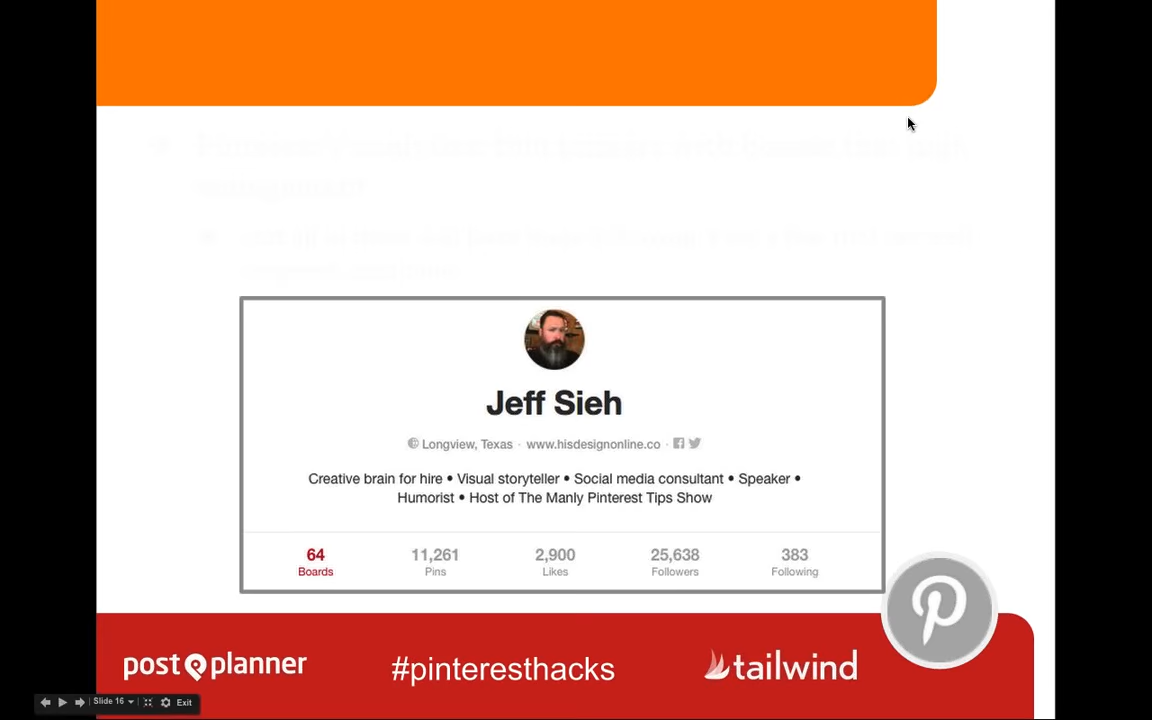 Jeff Sieh
Longview, Texas · www.hisdesignonline.co ·
Creative brain for hire • Visual storyteller • Social media consultant • Speaker •
Humorist • Host of The Manly Pinterest Tips Show
64 11,261 2,900 25,638 383
Boards Pins Likes Followers Following
post planner #pinteresthacks tailwind
Slide 16 Exit